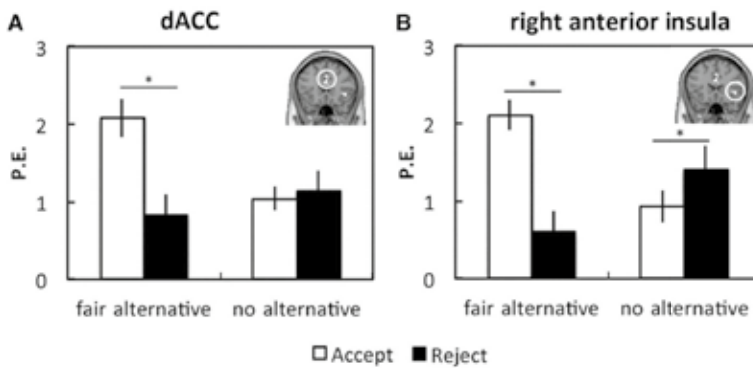 A dACC
3
2
1
0
P.E.
*
fair alternative no alternative
B right anterior insula
3
2
1
0
P.E.
*
*
fair alternative no alternative
Accept Reject